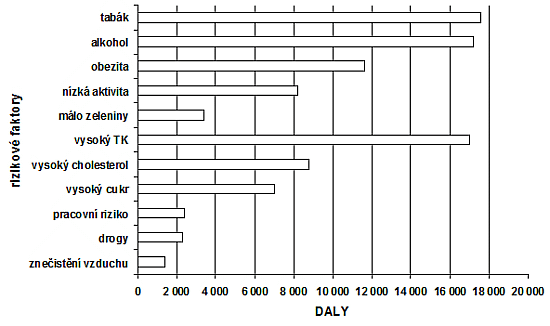 tabák
alkohol
obezita
nízká aktivita
málo zeleniny
vysoký TK
vysoký cholesterol
vysoký cukr
pracovní riziko
drogy
znečistění vzduchu
rizikové faktory
0 2 000 4 000 6 000 8 000 10 000 12 000 14 000 16 000 18 000 20 000
DALY